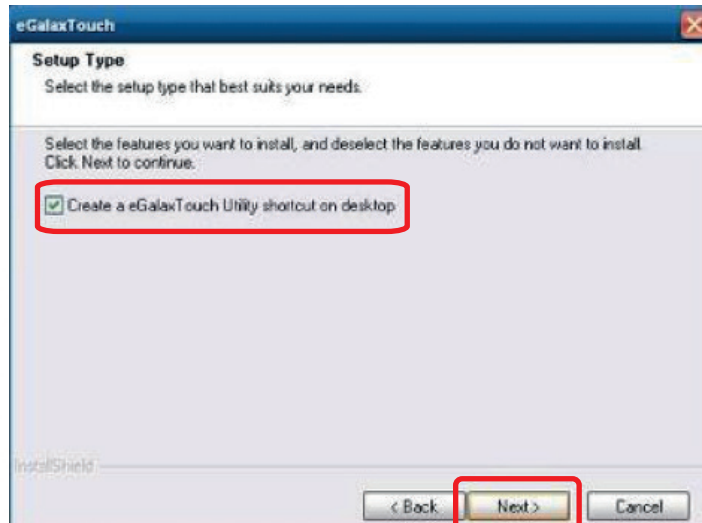 eGalaxTouch
Setup Type
Select the setup type that best suits your needs.
Select the features you want to install, and deselect the features you do not want to install.
Click Next to continue.
Create a eGalaxTouch Utility shortcut on desktop
InstallShield
< Back
Next >
Cancel